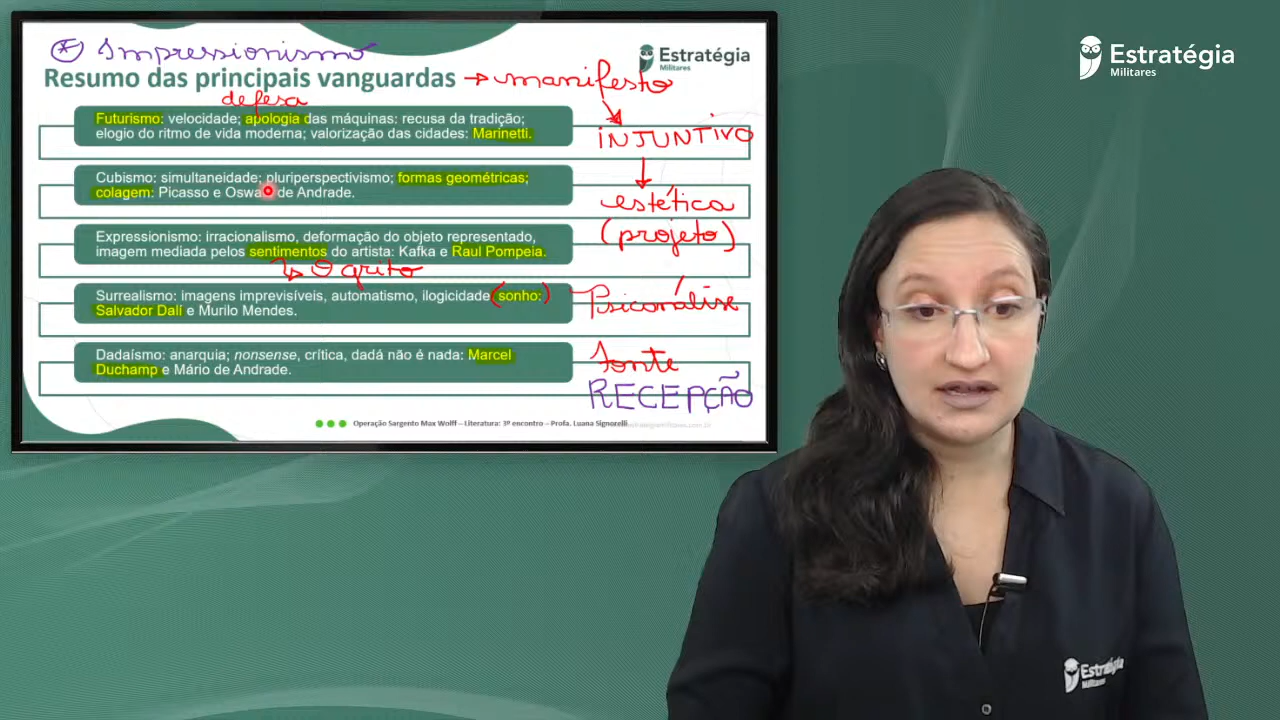 * Impressionismo
Estratégia
Militares
Resumo das principais vanguardas → manifesto
defesa
Futurismo: velocidade; apologia das máquinas: recusa da tradição;
elogio do ritmo de vida moderna; valorização das cidades: Marinetti.
INJUNTIVO
Cubismo: simultaneidade; pluriperspectivismo; formas geométricas;
colagem: Picasso e Oswald de Andrade.
estética
(projeto)
Expressionismo: irracionalismo, deformação do objeto representado,
imagem mediada pelos sentimentos do artista: Kafka e Raul Pompeia.
↳ O grito
Surrealismo: imagens imprevisíveis, automatismo, ilogicidade (sonho:)
Salvador Dalí e Murilo Mendes.
Psicanálise
Dadaísmo: anarquia; nonsense, crítica, dadá não é nada: Marcel
Duchamp e Mário de Andrade.
fonte
RECEPÇÃO
Operação Sargento Max Wolff – Literatura: 3º encontro – Profa. Luana Signorelli
Estratégia
Militares
Estratégia
Militares